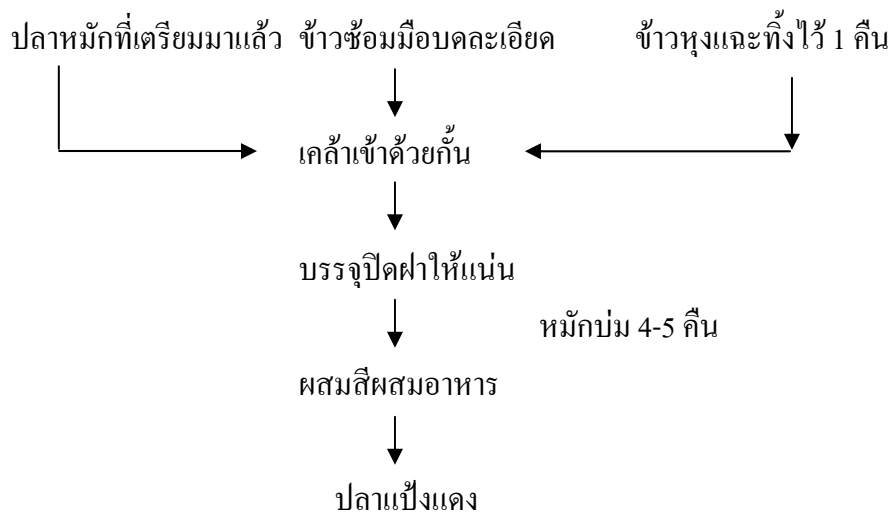 ปลาหมักที่เตรียมมาแล้ว ข้าวซ้อมมือบดละเอียด ข้าวหุงแฉะทิ้งไว้ 1 คืน
เคล้าเข้าด้วยกั้น
บรรจุปิดฝาให้แน่น
หมักบ่ม 4-5 คืน
ผสมสีผสมอาหาร
ปลาแป้งแดง